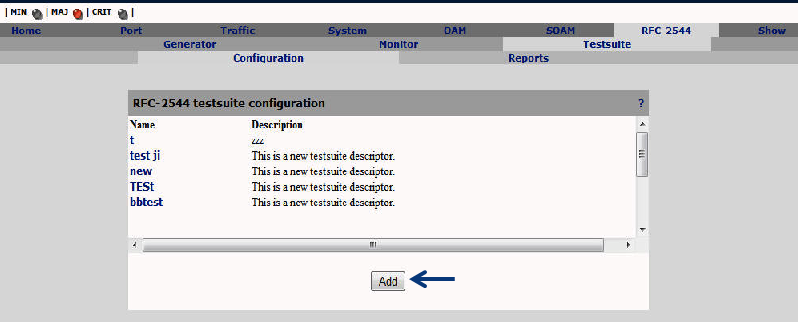 | MIN | MAJ | CRIT |
Home Port Traffic System DAM SOAM RFC-2544 Show
Generator Monitor Testsuite
Configuration Reports
RFC-2544 testsuite configuration ?
Name Description
t zzz
test ji This is a new testsuite descriptor.
new This is a new testsuite descriptor.
TESt This is a new testsuite descriptor.
bbtest This is a new testsuite descriptor.
Add